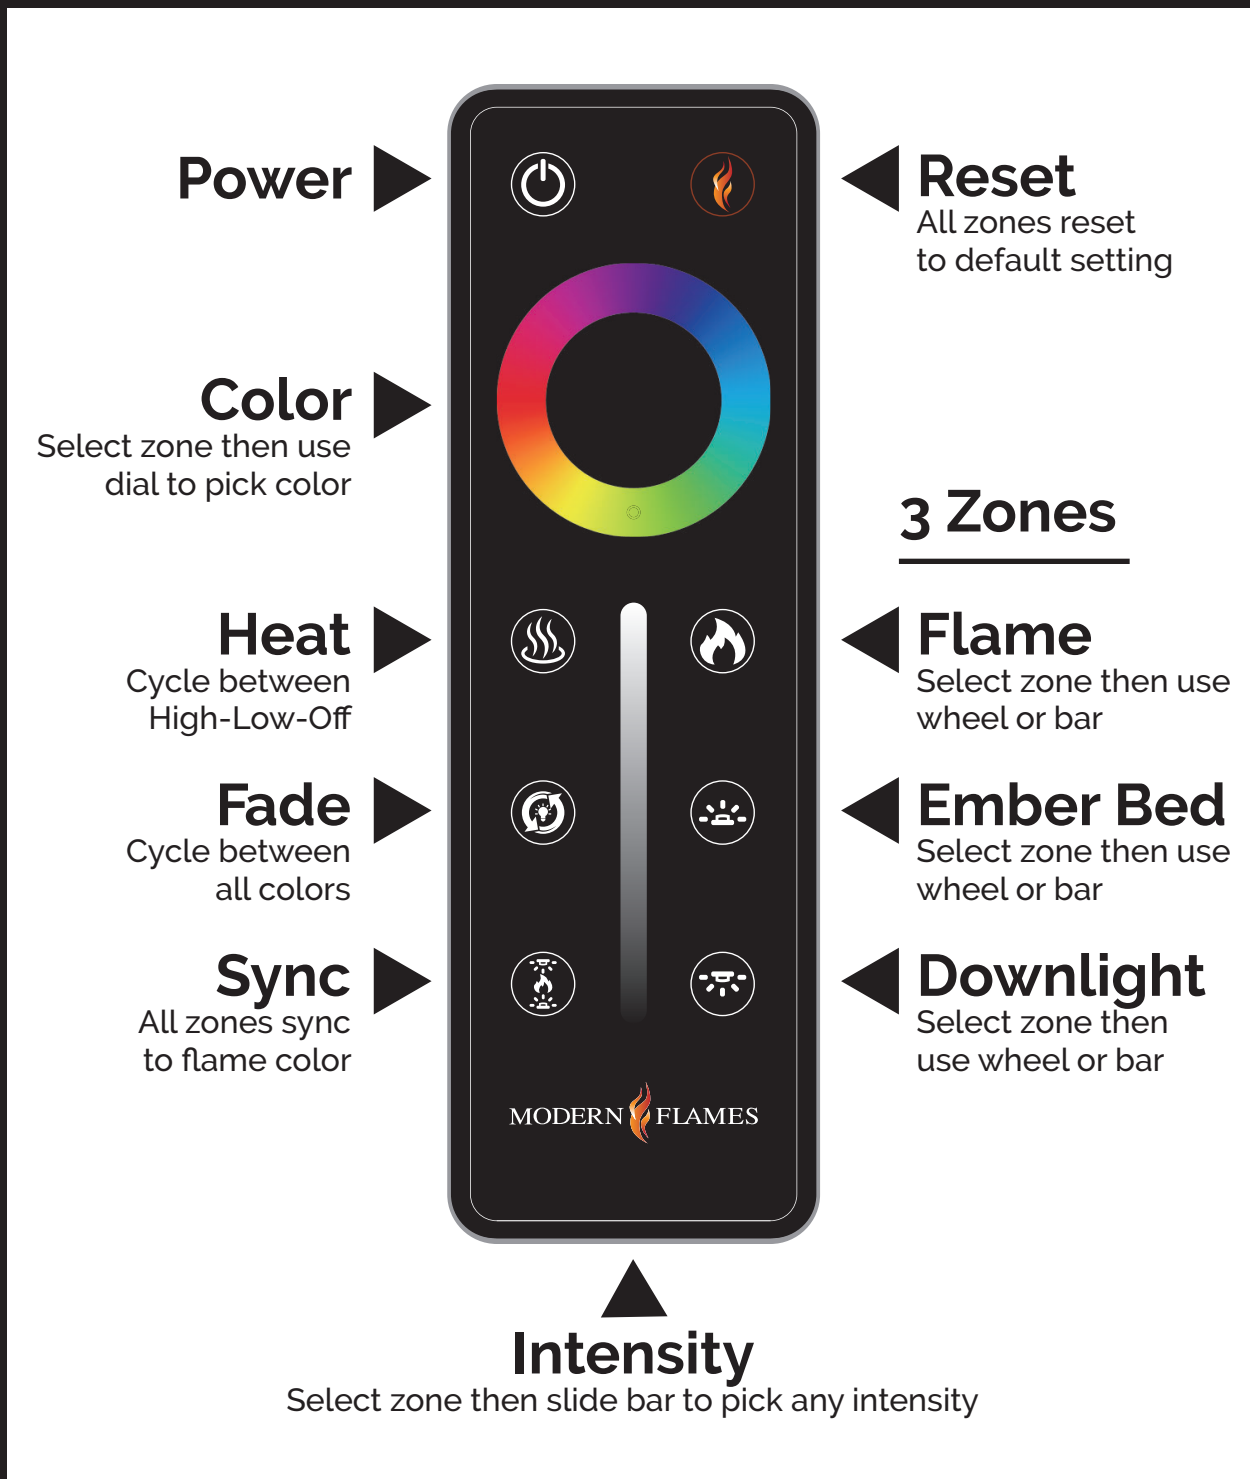 Power
Reset
All zones reset
to default setting
Color
Select zone then use
dial to pick color
3 Zones
Heat
Cycle between
High-Low-Off
Flame
Select zone then use
wheel or bar
Fade
Cycle between
all colors
Ember Bed
Select zone then use
wheel or bar
Sync
All zones sync
to flame color
Downlight
Select zone then
use wheel or bar
MODERN FLAMES
Intensity
Select zone then slide bar to pick any intensity